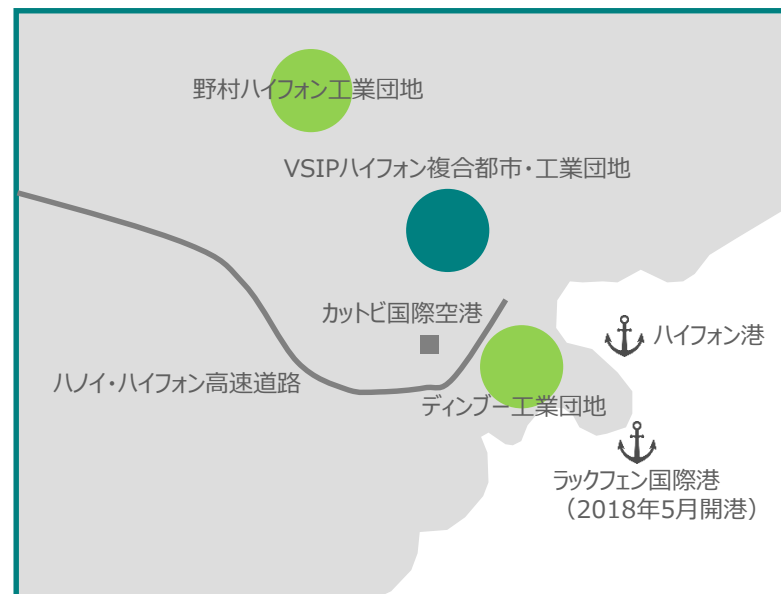 野村ハイフォン工業団地
VSIPハイフォン複合都市・工業団地
カットビ国際空港
ハイフォン港
ハノイ・ハイフォン高速道路
ディンブー工業団地
ラックフェン国際港
（2018年5月開港）